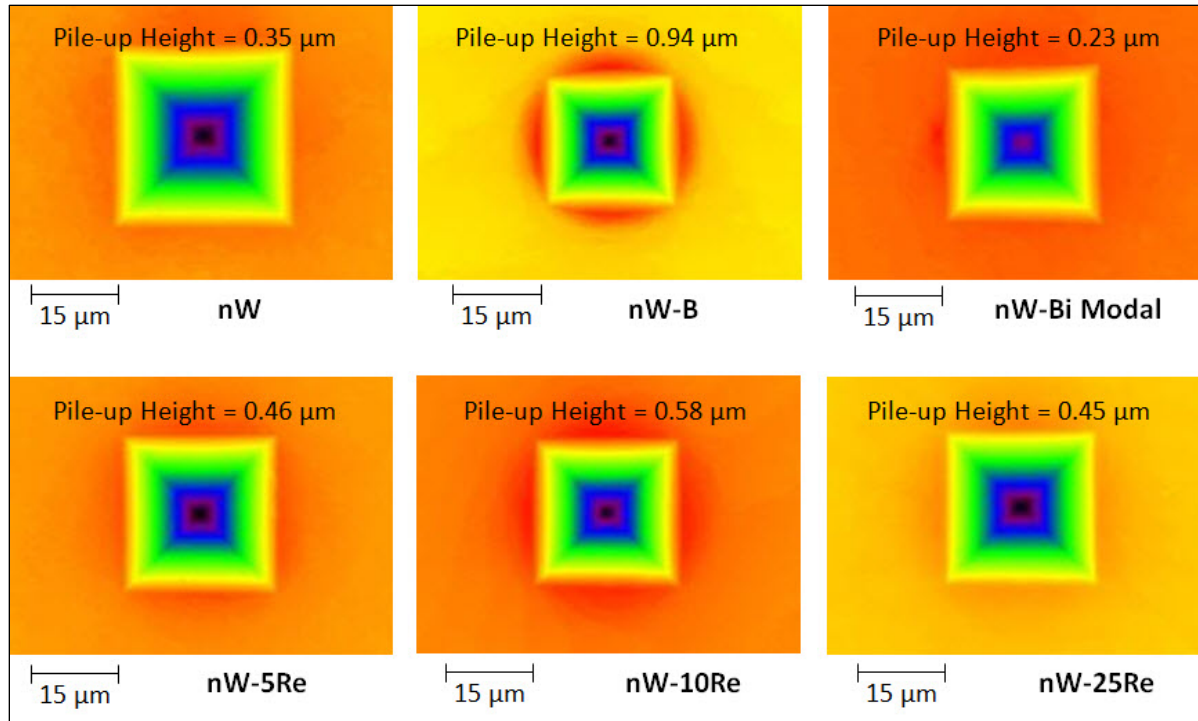 Pile-up Height = 0.35 µm
Pile-up Height = 0.94 µm
Pile-up Height = 0.23 µm
15 µm
nW
15 µm
nW-B
15 µm
nW-Bi Modal
Pile-up Height = 0.46 µm
Pile-up Height = 0.58 µm
Pile-up Height = 0.45 µm
15 µm
nW-5Re
15 µm
nW-10Re
15 µm
nW-25Re